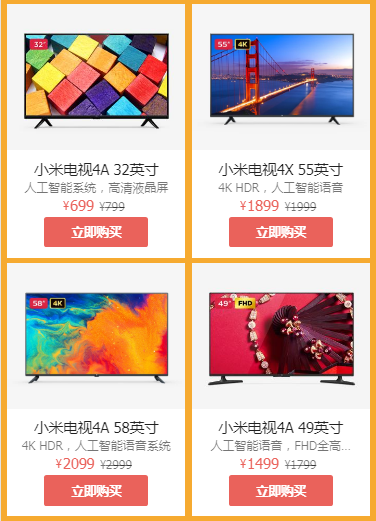 32"
55" 4K
小米电视4A 32英寸
人工智能系统，高清液晶屏
¥699 ¥799
立即购买
小米电视4X 55英寸
4K HDR，人工智能语音
¥1899 ¥1999
立即购买
58" 4K
49" FHD
小米电视4A 58英寸
4K HDR，人工智能语音系统
¥2099 ¥2999
立即购买
小米电视4A 49英寸
人工智能语音，FHD全高...
¥1499 ¥1799
立即购买